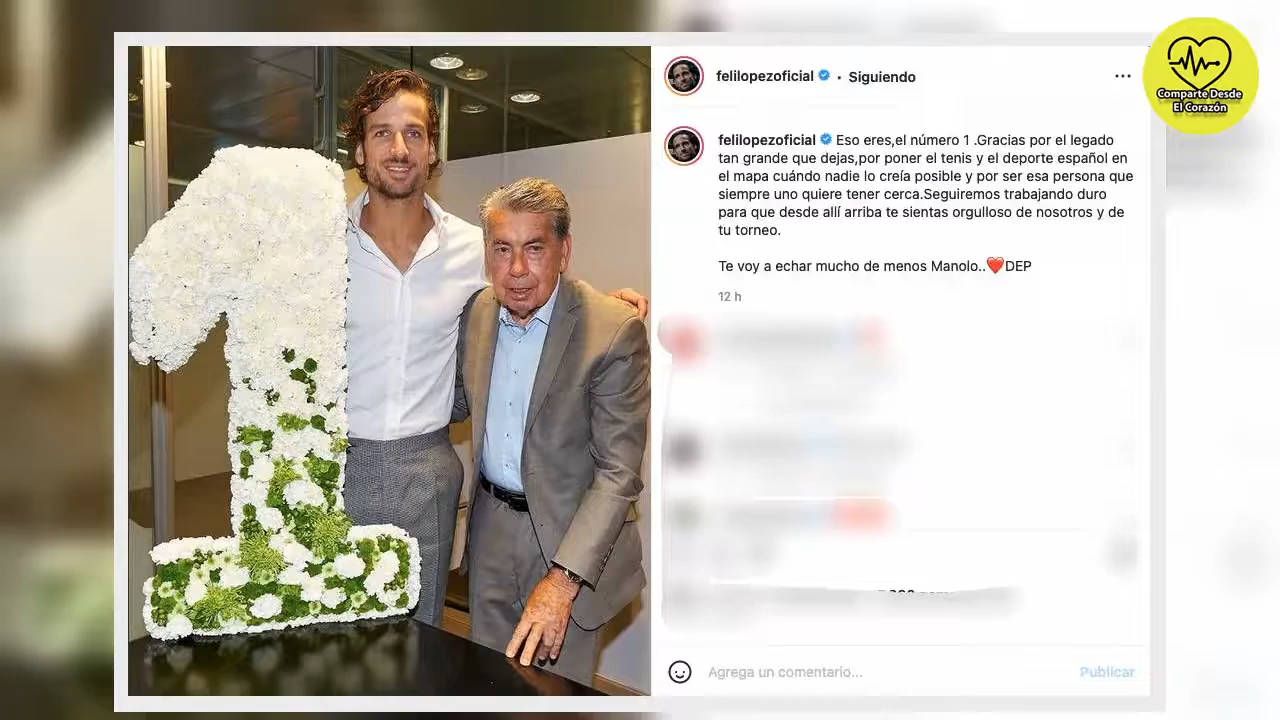 felilopezoficial • Siguiendo
Comparte Desde
El Corazón
felilopezoficial Eso eres,el número 1 .Gracias por el legado
tan grande que dejas,por poner el tenis y el deporte español en
el mapa cuándo nadie lo creía posible y por ser esa persona que
siempre uno quiere tener cerca.Seguiremos trabajando duro
para que desde allí arriba te sientas orgulloso de nosotros y de
tu torneo.
Te voy a echar mucho de menos Manolo..❤️DEP
12 h
Agrega un comentario...
Publicar
1